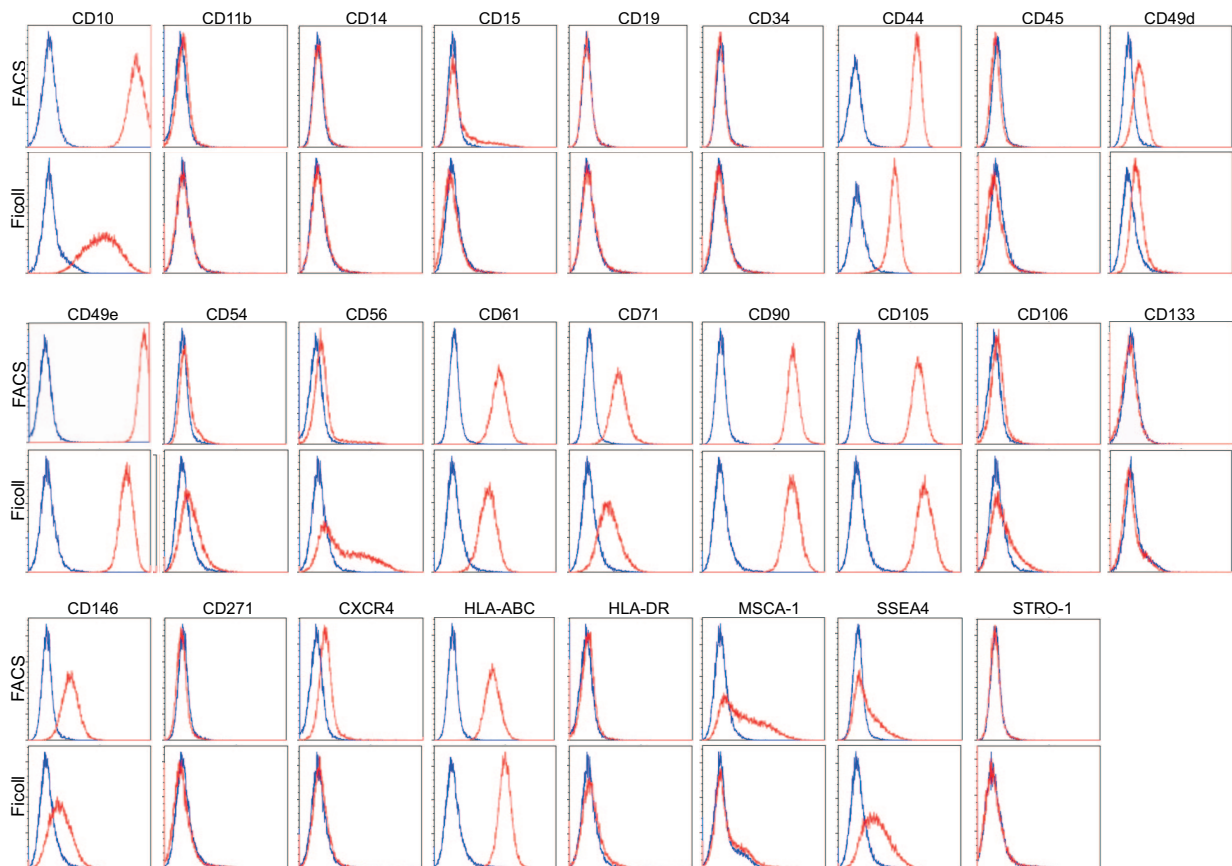 CD10 CD11b CD14 CD15 CD19 CD34 CD44 CD45 CD49d
FACS
Ficoll
CD49e CD54 CD56 CD61 CD71 CD90 CD105 CD106 CD133
FACS
Ficoll
CD146 CD271 CXCR4 HLA-ABC HLA-DR MSCA-1 SSEA4 STRO-1
FACS
Ficoll